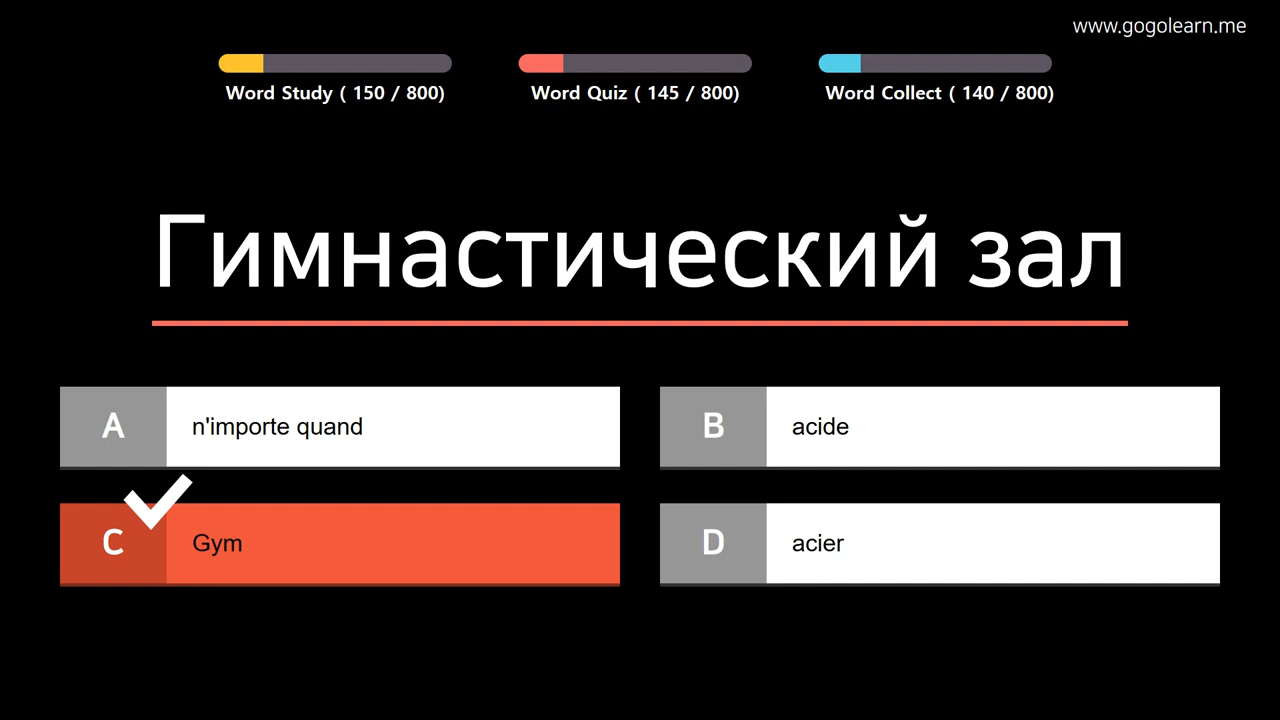 www.gogolearn.me
Word Study ( 150 / 800)
Word Quiz ( 145 / 800)
Word Collect ( 140 / 800)
Гимнастический зал
A n'importe quand
B acide
C Gym
D acier